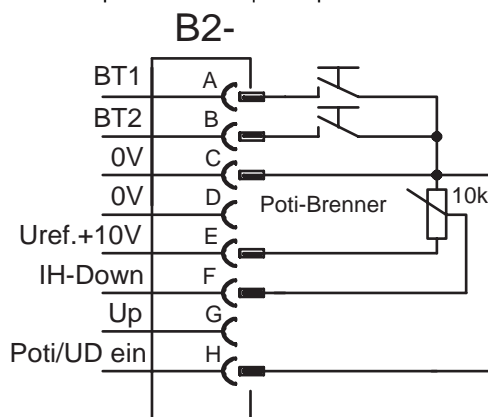 B2-
BT1 A
BT2 B
0V C
0V D Poti-Brenner 10k
Uref.+10V E
IH-Down F
Up G
Poti/UD ein H